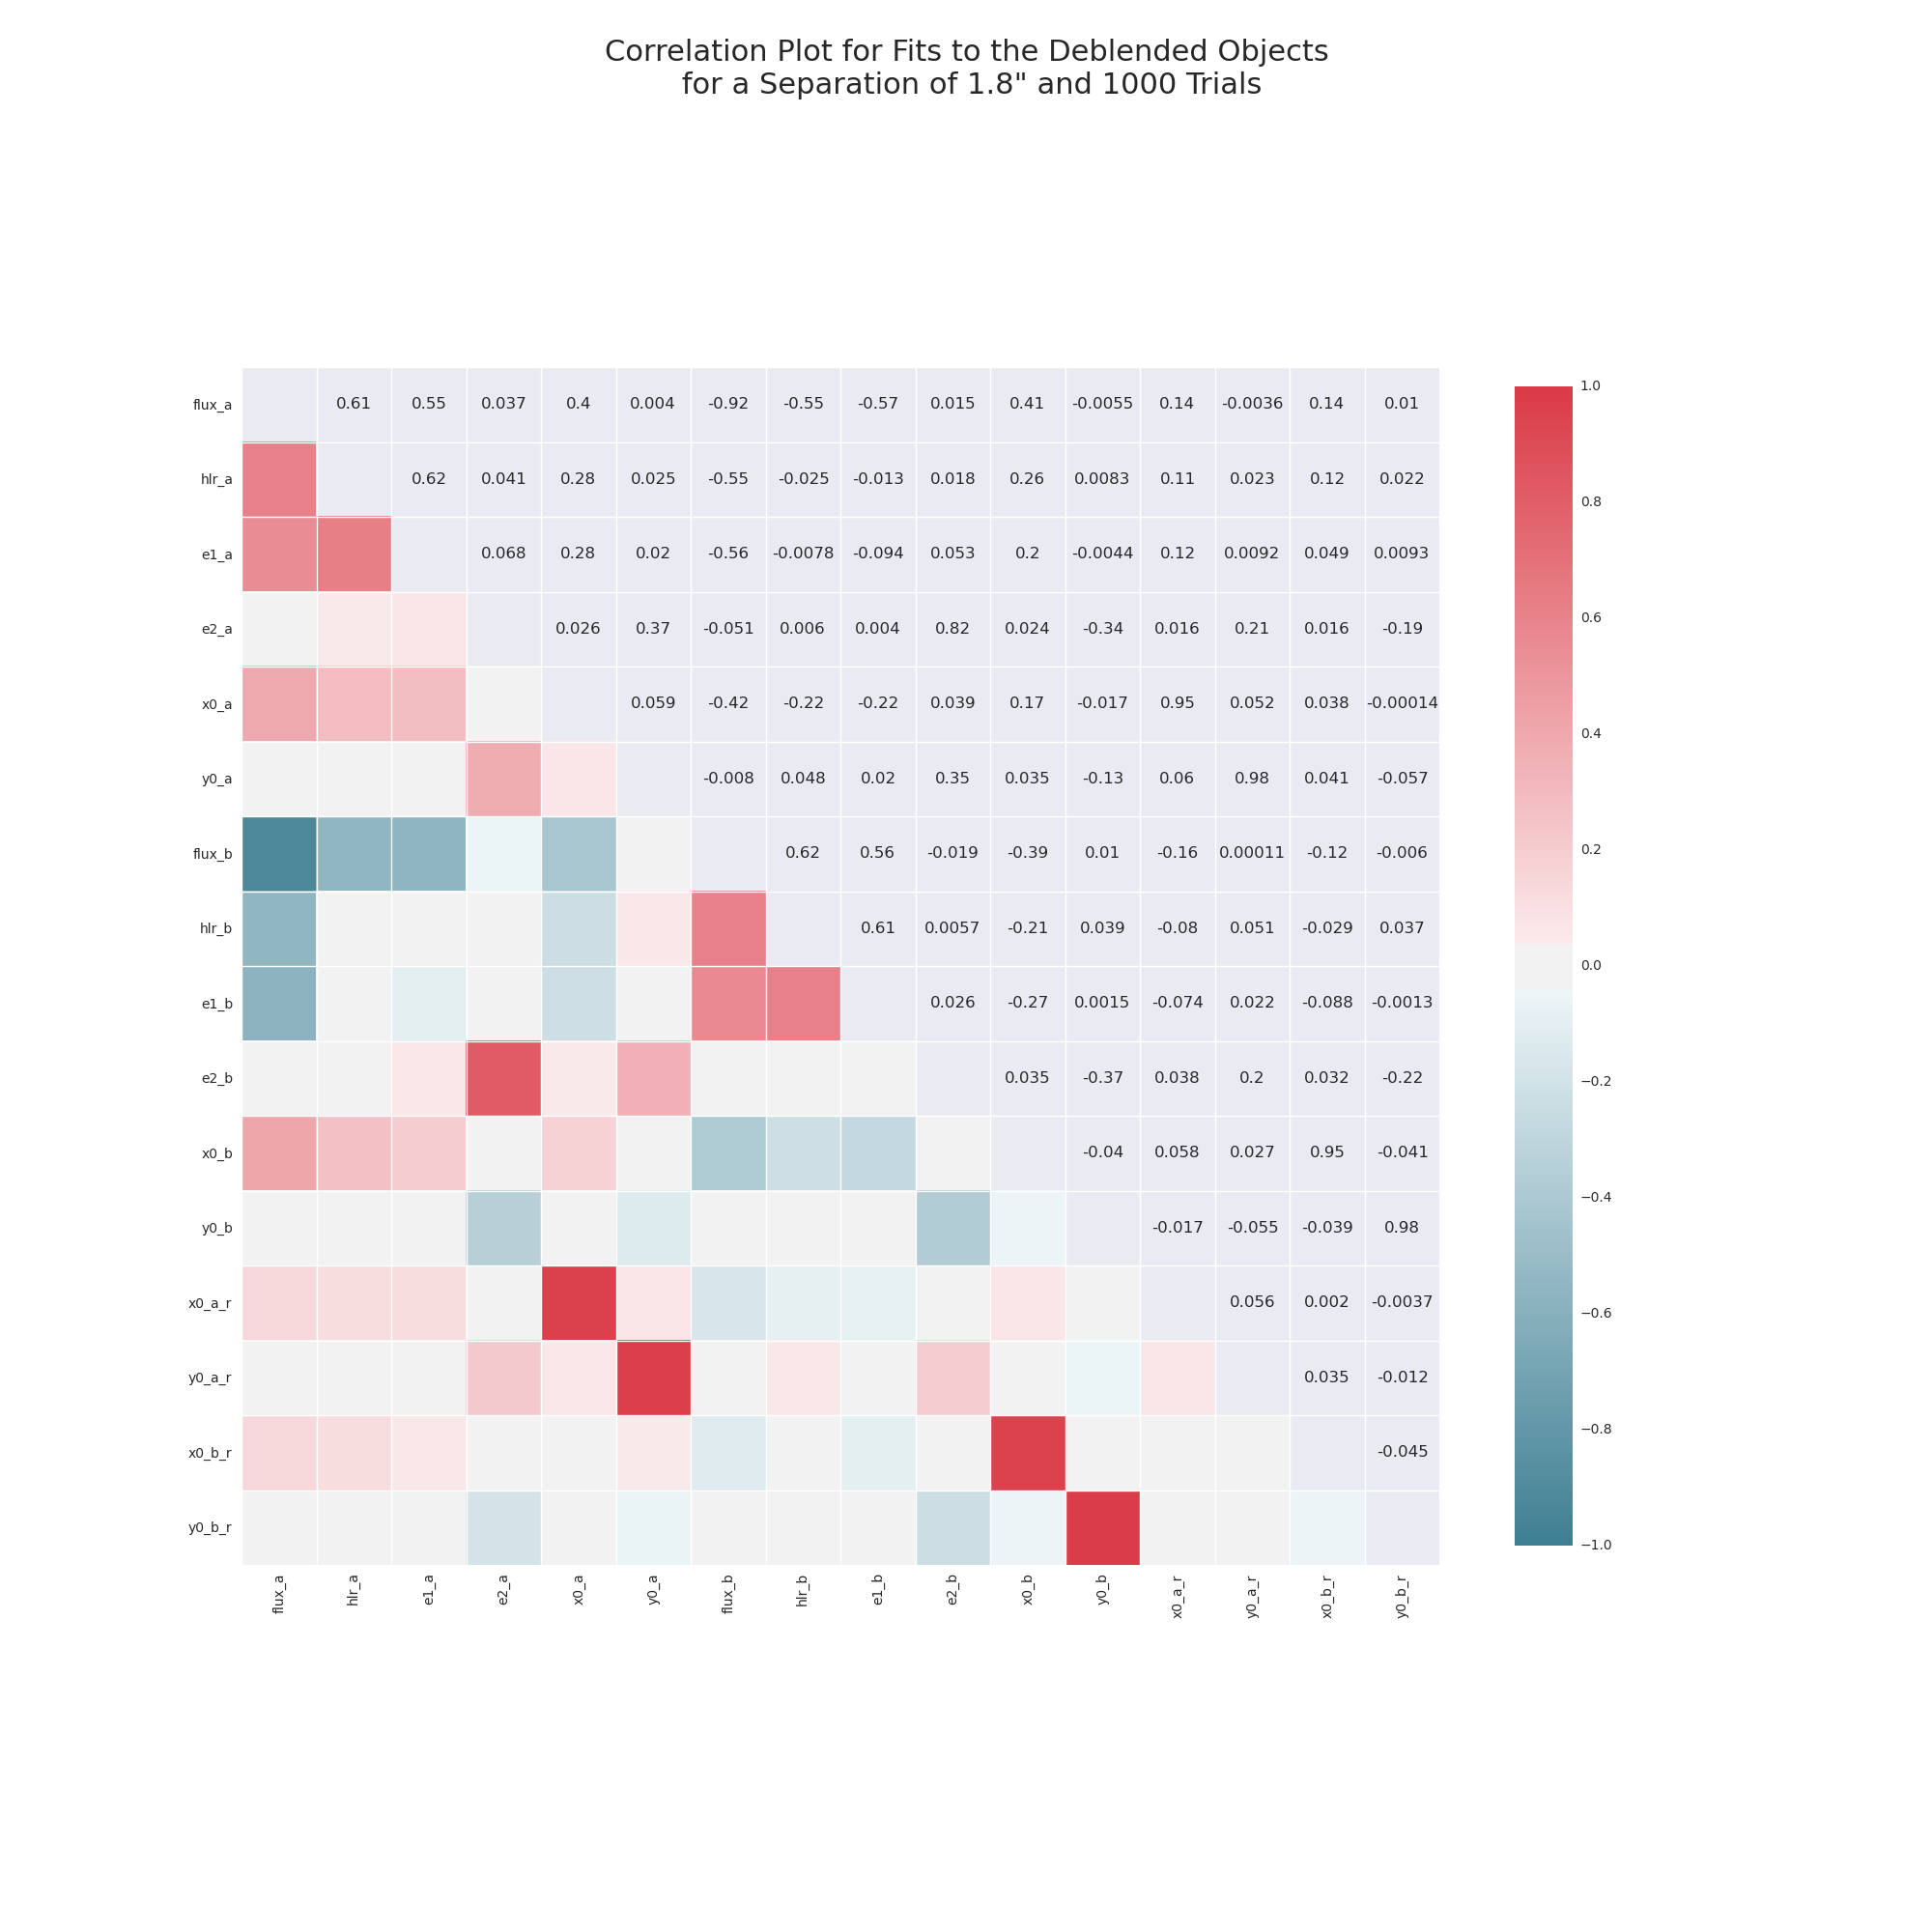 Correlation Plot for Fits to the Deblended Objects
for a Separation of 1.8" and 1000 Trials
flux_a 0.61 0.55 0.037 0.4 0.004 -0.92 -0.55 -0.57 0.015 0.41 -0.0055 0.14 -0.0036 0.14 0.01
hlr_a 0.62 0.041 0.28 0.025 -0.55 -0.025 -0.013 0.018 0.26 0.0083 0.11 0.023 0.12 0.022
e1_a 0.068 0.28 0.02 -0.56 -0.0078 -0.094 0.053 0.2 -0.0044 0.12 0.0092 0.049 0.0093
e2_a 0.026 0.37 -0.051 0.006 0.004 0.82 0.024 -0.34 0.016 0.21 0.016 -0.19
x0_a 0.059 -0.42 -0.22 -0.22 0.039 0.17 -0.017 0.95 0.052 0.038 -0.00014
y0_a -0.008 0.048 0.02 0.35 0.035 -0.13 0.06 0.98 0.041 -0.057
flux_b 0.62 0.56 -0.019 -0.39 0.01 -0.16 0.00011 -0.12 -0.006
hlr_b 0.61 0.0057 -0.21 0.039 -0.08 0.051 -0.029 0.037
e1_b 0.026 -0.27 0.0015 -0.074 0.022 -0.088 -0.0013
e2_b 0.035 -0.37 0.038 0.2 0.032 -0.22
x0_b -0.04 0.058 0.027 0.95 -0.041
y0_b -0.017 -0.055 -0.039 0.98
x0_a_r 0.056 0.002 -0.0037
y0_a_r 0.035 -0.012
x0_b_r -0.045
y0_b_r
flux_a hlr_a e1_a e2_a x0_a y0_a flux_b hlr_b e1_b e2_b x0_b y0_b x0_a_r y0_a_r x0_b_r y0_b_r
1.0
0.8
0.6
0.4
0.2
0.0
−0.2
−0.4
−0.6
−0.8
−1.0